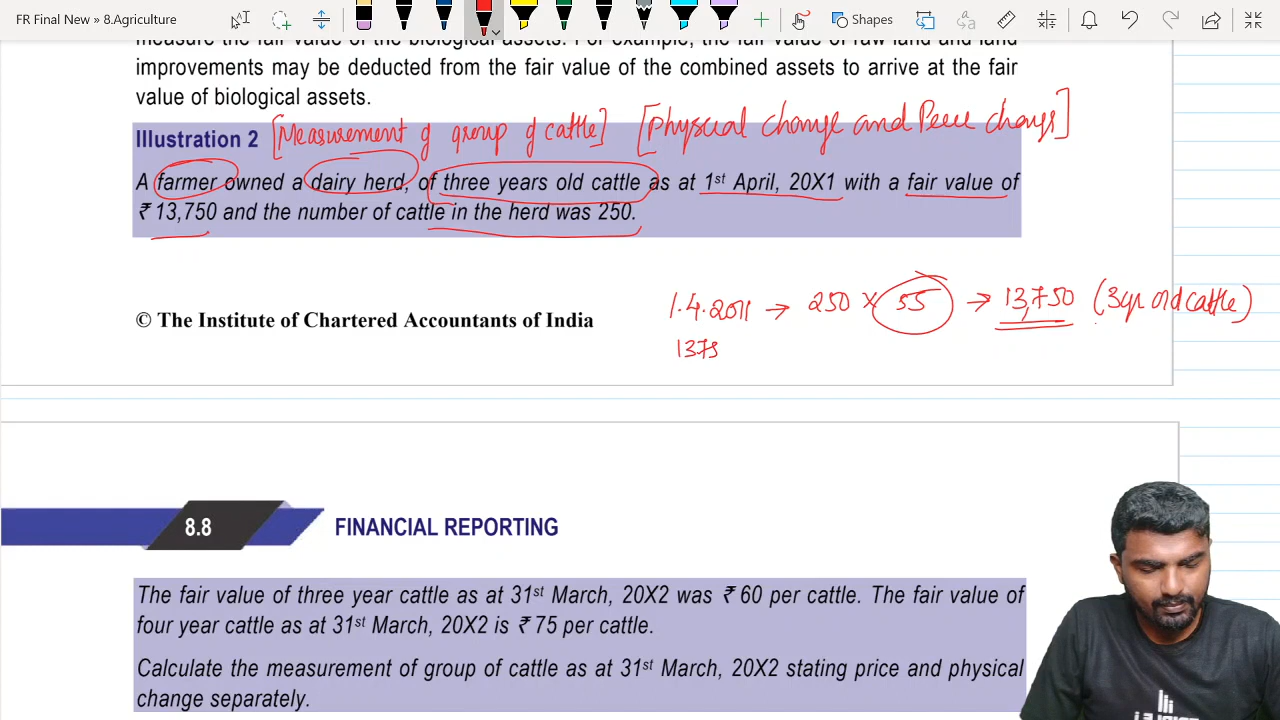 FR Final New » 8.Agriculture
Shapes
measure the fair value of the biological assets. For example, the fair value of raw land and land
improvements may be deducted from the fair value of the combined assets to arrive at the fair
value of biological assets.
Illustration 2 [Measurement of group of cattle] [Physical change and Price change]
A farmer owned a dairy herd, of three years old cattle as at 1st April, 20X1 with a fair value of
₹ 13,750 and the number of cattle in the herd was 250.
1.4.2011 → 250 × 55 → 13,750 (3yr old cattle)
© The Institute of Chartered Accountants of India
1375
8.8 FINANCIAL REPORTING
The fair value of three year cattle as at 31st March, 20X2 was ₹ 60 per cattle. The fair value of
four year cattle as at 31st March, 20X2 is ₹ 75 per cattle.
Calculate the measurement of group of cattle as at 31st March, 20X2 stating price and physical
change separately.